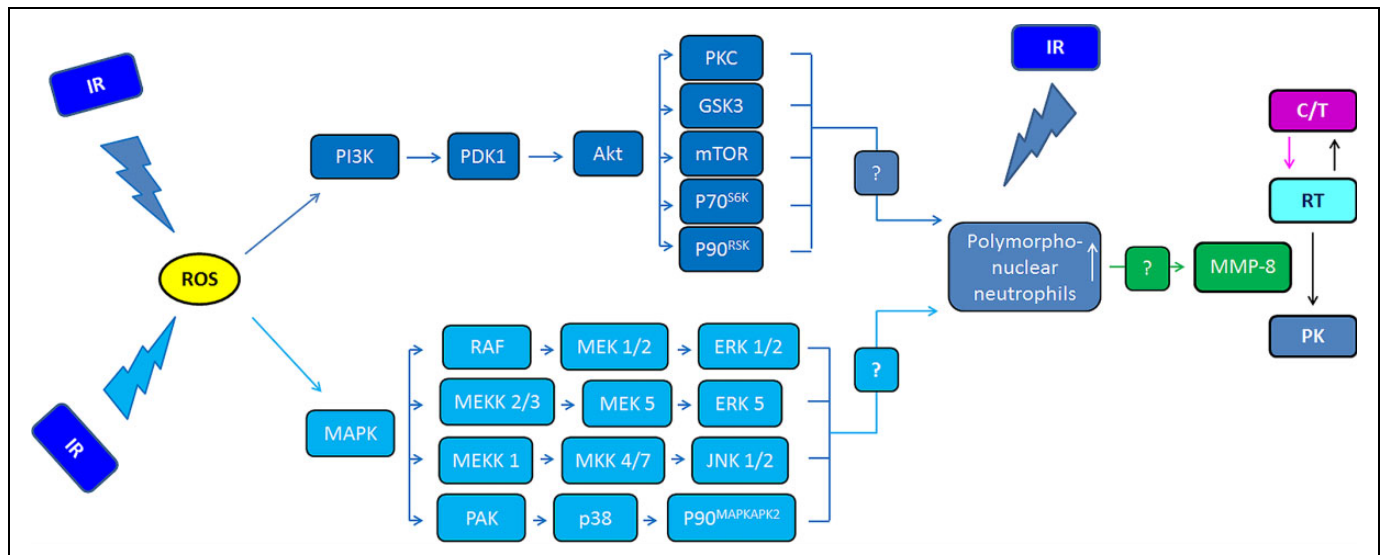 IR
IR
ROS
PI3K
PDK1
Akt
PKC
GSK3
mTOR
P70S6K
P90RSK
?
MAPK
RAF
MEK 1/2
ERK 1/2
MEKK 2/3
MEK 5
ERK 5
MEKK 1
MKK 4/7
JNK 1/2
PAK
p38
P90MAPKAPK2
?
IR
Polymorpho-
nuclear
neutrophils
?
MMP-8
C/T
RT
PK